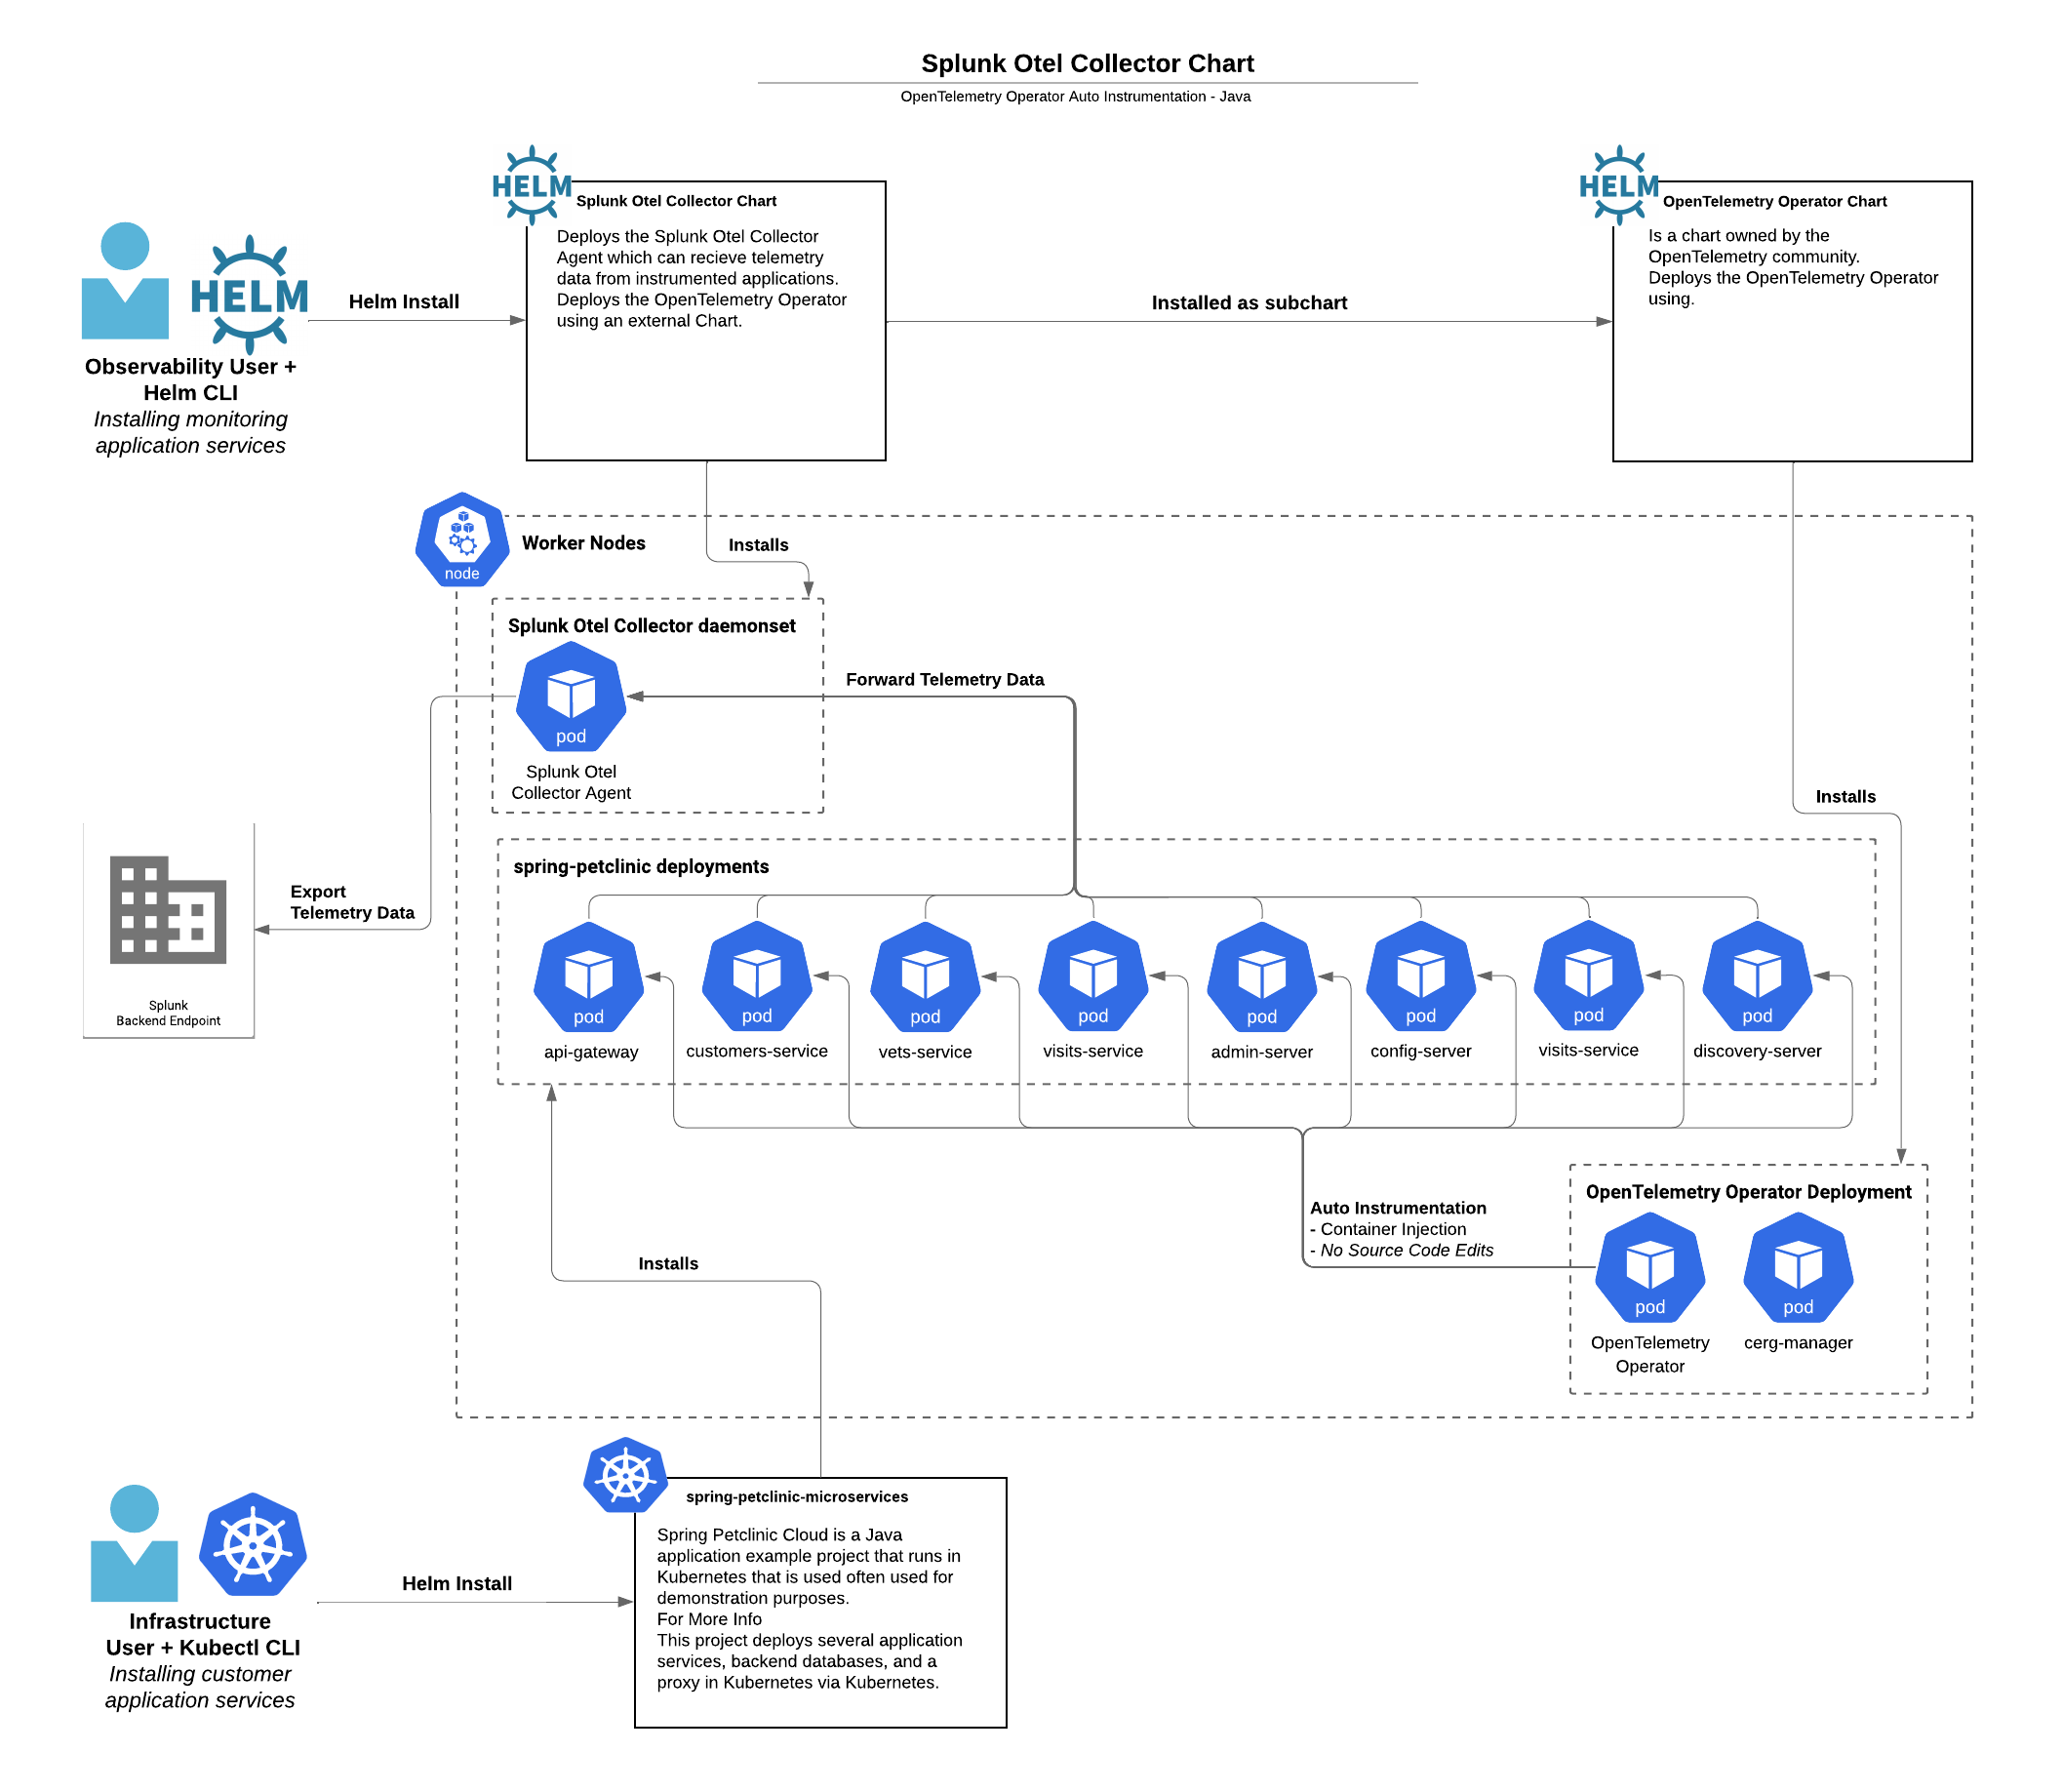 Splunk Otel Collector Chart
OpenTelemetry Operator Auto Instrumentation - Java
HELM
Splunk Otel Collector Chart
Deploys the Splunk Otel Collector
Agent which can recieve telemetry
data from instrumented applications.
Deploys the OpenTelemetry Operator
using an external Chart.
HELM
OpenTelemetry Operator Chart
Is a chart owned by the
OpenTelemetry community.
Deploys the OpenTelemetry Operator
using.
HELM
Observability User +
Helm CLI
Installing monitoring
application services
Helm Install
Installed as subchart
node
Worker Nodes
Installs
Splunk Otel Collector daemonset
pod
Splunk Otel
Collector Agent
Forward Telemetry Data
Installs
Export
Telemetry Data
Splunk
Backend Endpoint
spring-petclinic deployments
pod
api-gateway
pod
customers-service
pod
vets-service
pod
visits-service
pod
admin-server
pod
config-server
pod
visits-service
pod
discovery-server
Auto Instrumentation
- Container Injection
- No Source Code Edits
OpenTelemetry Operator Deployment
pod
OpenTelemetry
Operator
pod
cerg-manager
Installs
spring-petclinic-microservices
Spring Petclinic Cloud is a Java
application example project that runs in
Kubernetes that is used often used for
demonstration purposes.
For More Info
This project deploys several application
services, backend databases, and a
proxy in Kubernetes via Kubernetes.
Helm Install
Infrastructure
User + Kubectl CLI
Installing customer
application services